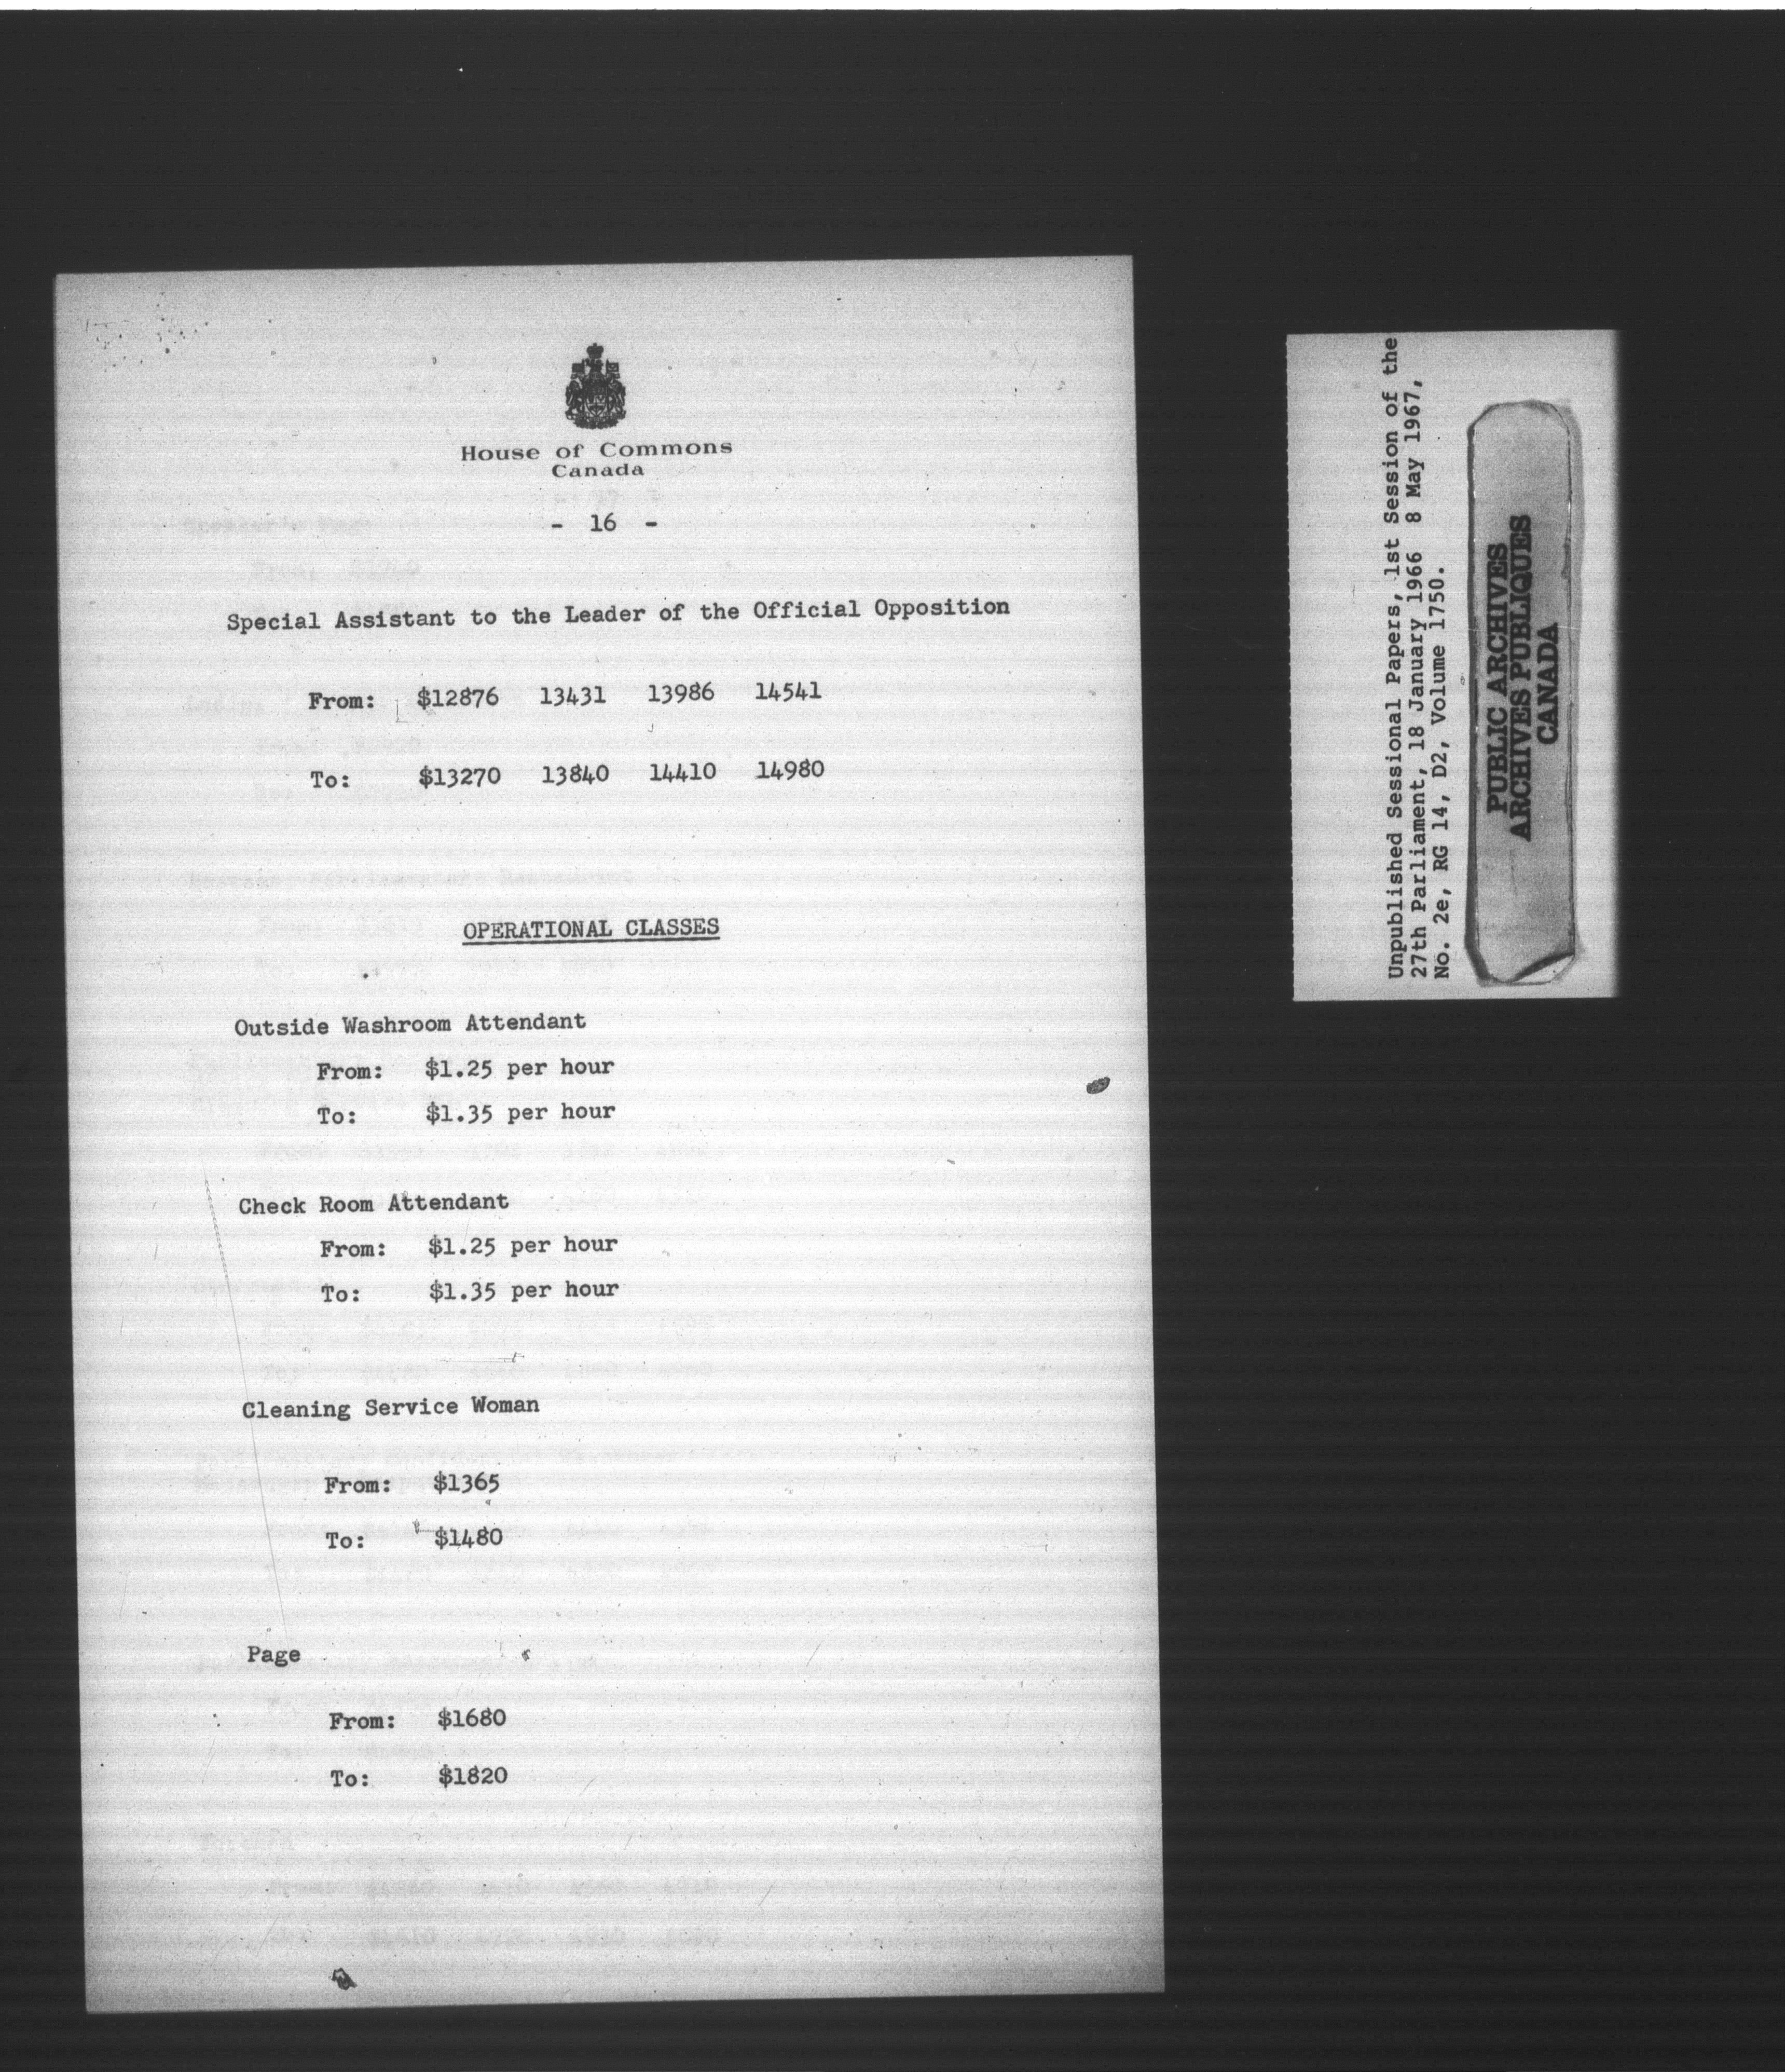 House of Commons
Canada
- 16 -
Special Assistant to the Leader of the Official Opposition
From: $12876 13431 13986 14541
To: $13270 13840 14410 14980
OPERATIONAL CLASSES
Outside Washroom Attendant
From: $1.25 per hour
To: $1.35 per hour
Check Room Attendant
From: $1.25 per hour
To: $1.35 per hour
Cleaning Service Woman
From: $1365
To: $1480
Page
From: $1680
To: $1820
Unpublished Sessional Papers, 1st Session of the
27th Parliament, 18 January 1966 8 May 1967,
No. 2e, RG 14, D2, Volume 1750.
PUBLIC ARCHIVES
ARCHIVES PUBLIQUES
CANADA